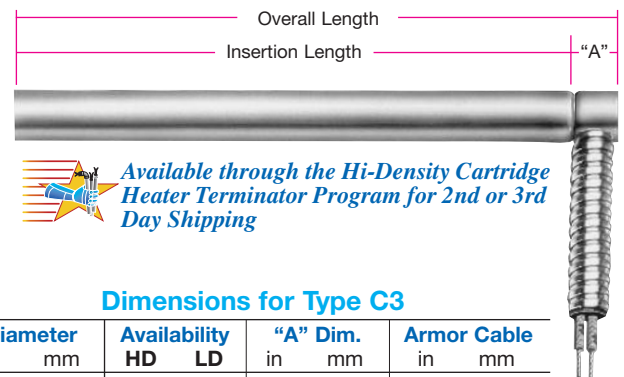 Overall Length
Insertion Length
“A”
Available through the Hi-Density Cartridge
Heater Terminator Program for 2nd or 3rd
Day Shipping
Dimensions for Type C3
Availability “A” Dim. Armor Cable
mm HD LD in mm in mm